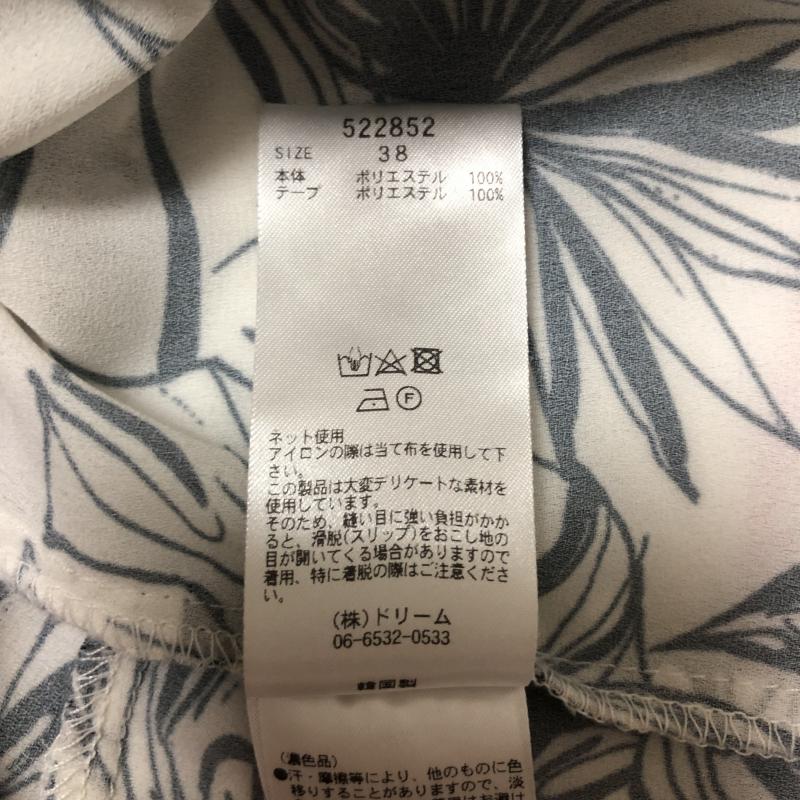 522852
SIZE 38
本体 ポリエステル 100%
テープ ポリエステル 100%
F
ネット使用
アイロンの際は当て布を使用して下
さい。
この製品は大変デリケートな素材を
使用しています。
そのため、縫い目に強い負担がかか
ると、滑脱(スリップ)をおこし地の
目が開いてくる場合がありますので
着用、特に着脱の際はご注意くださ
い。
(株)ドリーム
06-6532-0533
韓国製
(濃色品)
●汗・摩擦等により、他のものに色
移りすることがありますので、淡